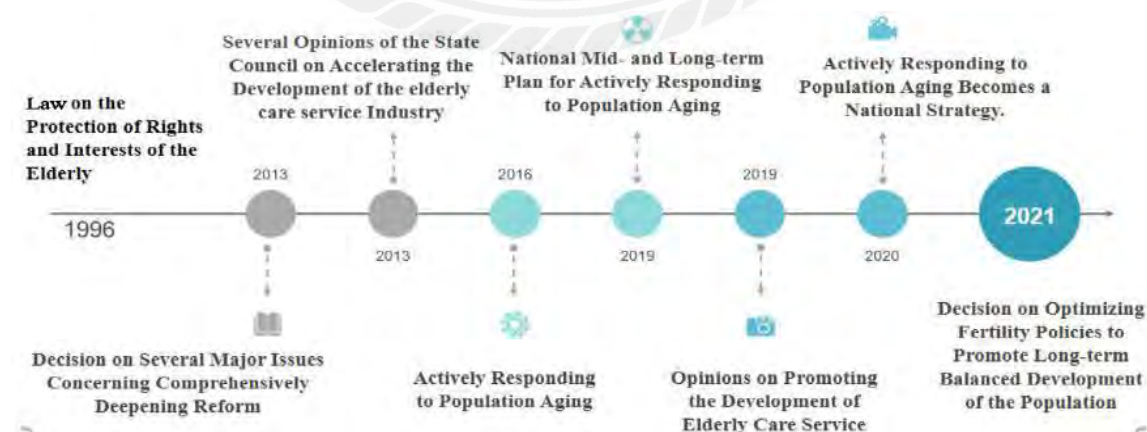 Law on the
Protection of Rights
and Interests of the
Elderly
1996
2013
Decision on Several Major Issues
Concerning Comprehensively
Deepening Reform
Several Opinions of the State
Council on Accelerating the
Development of the elderly
care service Industry
2013
2016
Actively Responding
to Population Aging
National Mid- and Long-term
Plan for Actively Responding
to Population Aging
2019
2019
Opinions on Promoting
the Development of
Elderly Care Service
Actively Responding to
Population Aging Becomes a
National Strategy.
2020
2021
Decision on Optimizing
Fertility Policies to
Promote Long-term
Balanced Development
of the Population